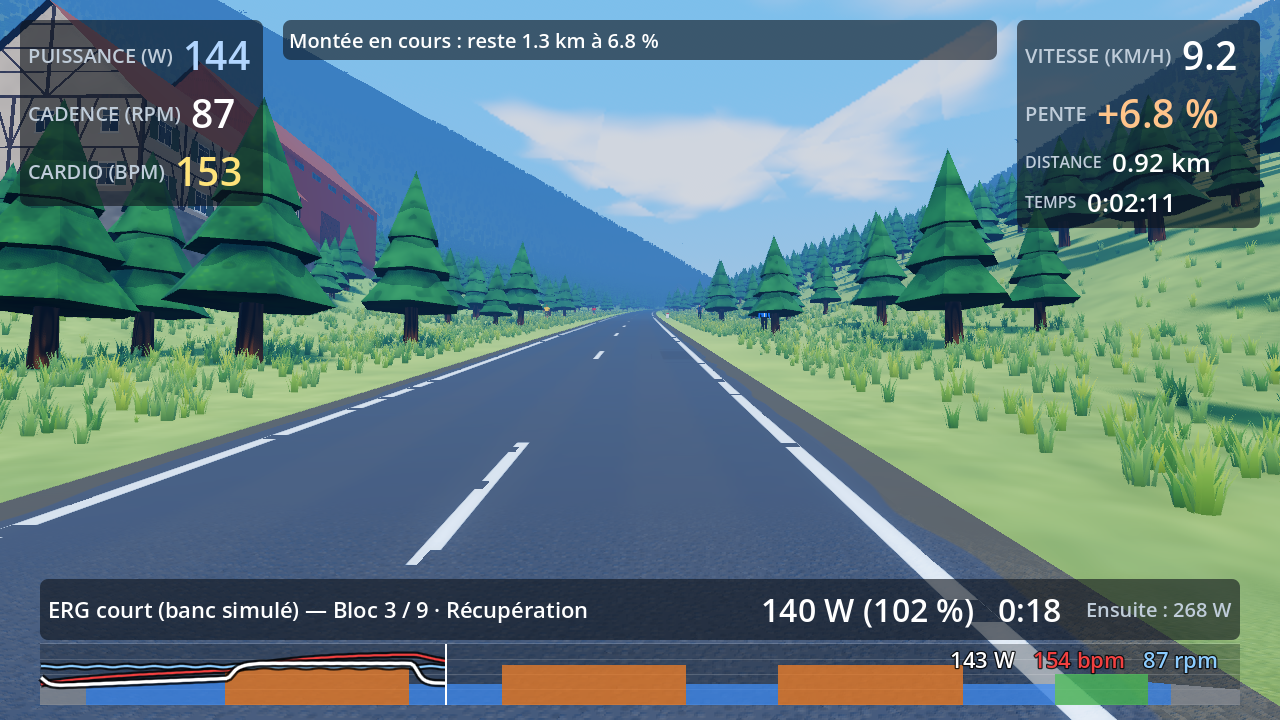 PUISSANCE (W) 144
CADENCE (RPM) 87
CARDIO (BPM) 153
Montée en cours : reste 1.3 km à 6.8 %
VITESSE (KM/H) 9.2
PENTE +6.8 %
DISTANCE 0.92 km
TEMPS 0:02:11
ERG court (banc simulé) — Bloc 3 / 9 · Récupération 140 W (102 %) 0:18 Ensuite : 268 W
143 W 154 bpm 87 rpm